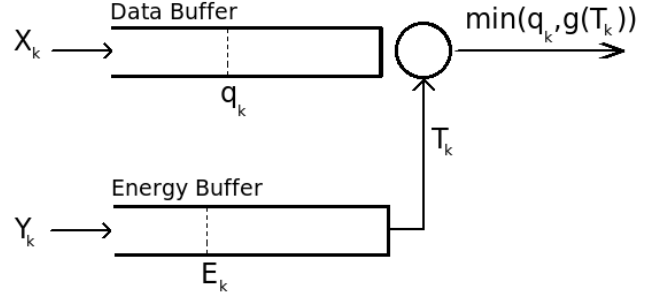 Data Buffer
X_k
min(q_k,g(T_k))
q_k
T_k
Energy Buffer
Y_k
E_k